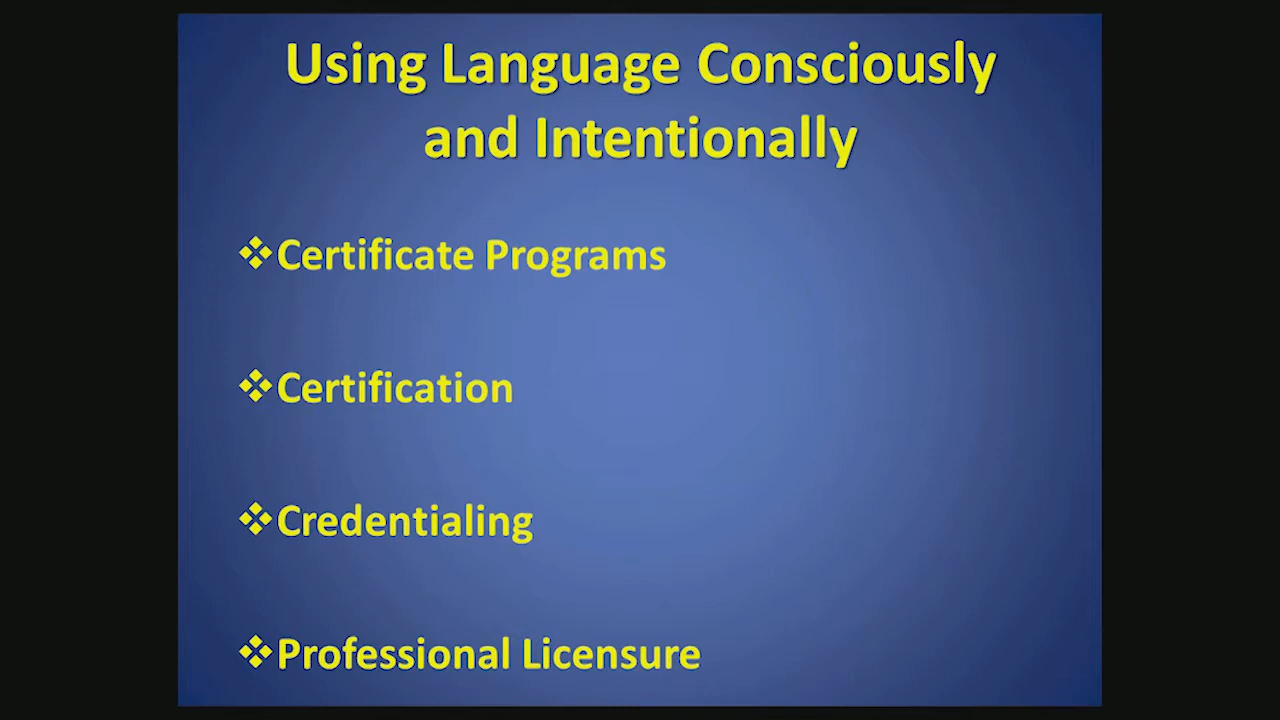 Using Language Consciously
and Intentionally
❖Certificate Programs
❖Certification
❖Credentialing
❖Professional Licensure